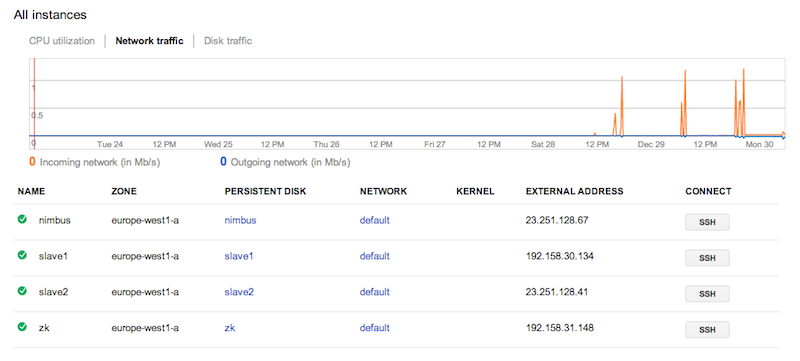 All instances
CPU utilization Network traffic Disk traffic
1
0.5
0
Tue 24 12 PM Wed 25 12 PM Thu 26 12 PM Fri 27 12 PM Sat 28 12 PM Dec 29 12 PM Mon 30
0 Incoming network (in Mb/s) 0 Outgoing network (in Mb/s)
NAME ZONE PERSISTENT DISK NETWORK KERNEL EXTERNAL ADDRESS CONNECT
nimbus europe-west1-a nimbus default 23.251.128.67 SSH
slave1 europe-west1-a slave1 default 192.158.30.134 SSH
slave2 europe-west1-a slave2 default 23.251.128.41 SSH
zk europe-west1-a zk default 192.158.31.148 SSH